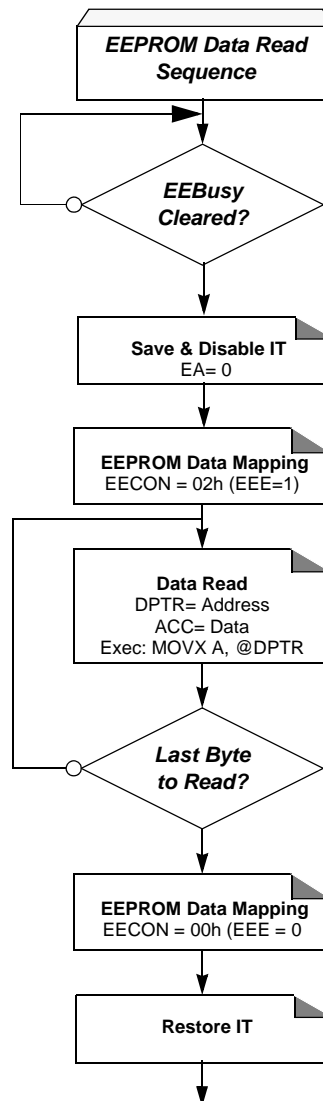 EEPROM Data Read
Sequence
EEBusy
Cleared?
Save & Disable IT
EA= 0
EEPROM Data Mapping
EECON = 02h (EEE=1)
Data Read
DPTR= Address
ACC= Data
Exec: MOVX A, @DPTR
Last Byte
to Read?
EEPROM Data Mapping
EECON = 00h (EEE = 0
Restore IT